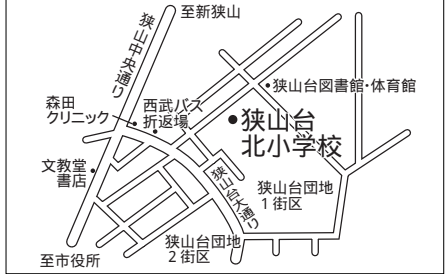 至新狭山
狭山中央通り
狭山台図書館・体育館
森田
クリニック
西武バス
折返場
狭山台
北小学校
文教堂
書店
狭山台大通り
狭山台団地
1街区
狭山台団地
2街区
至市役所